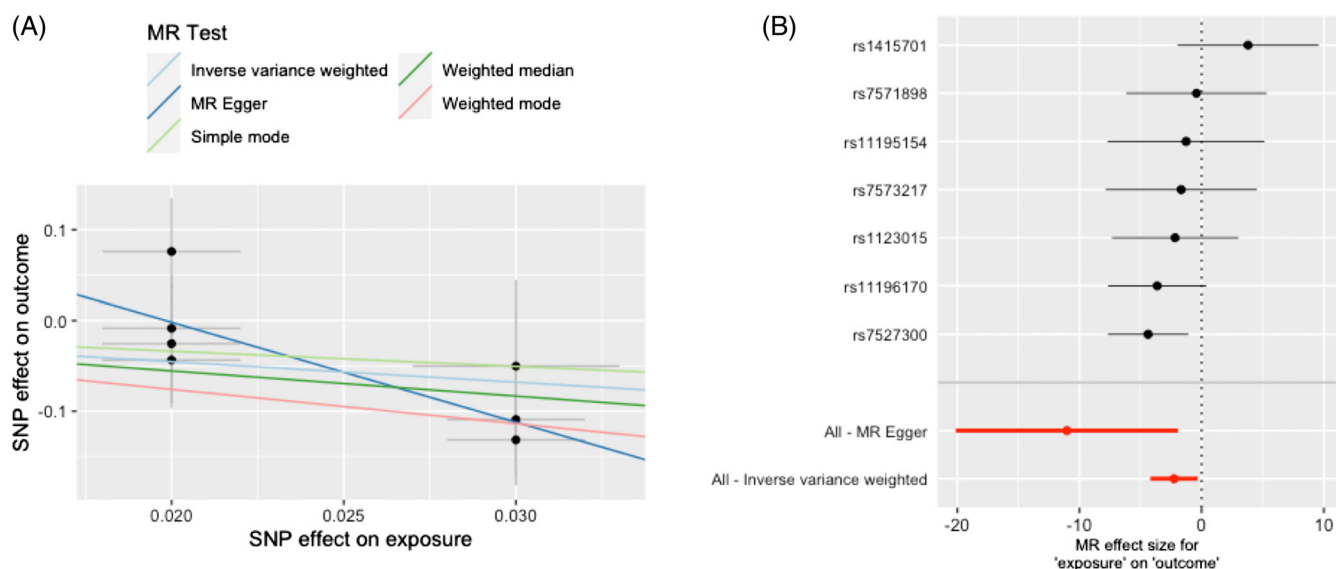 (A)
MR Test
Inverse variance weighted
Weighted median
MR Egger
Weighted mode
Simple mode
SNP effect on outcome
0.1
0.0
-0.1
0.020
0.025
0.030
SNP effect on exposure
(B)
rs1415701
rs7571898
rs11195154
rs7573217
rs1123015
rs11196170
rs7527300
All - MR Egger
All - Inverse variance weighted
-20
-10
0
10
MR effect size for
'exposure' on 'outcome'